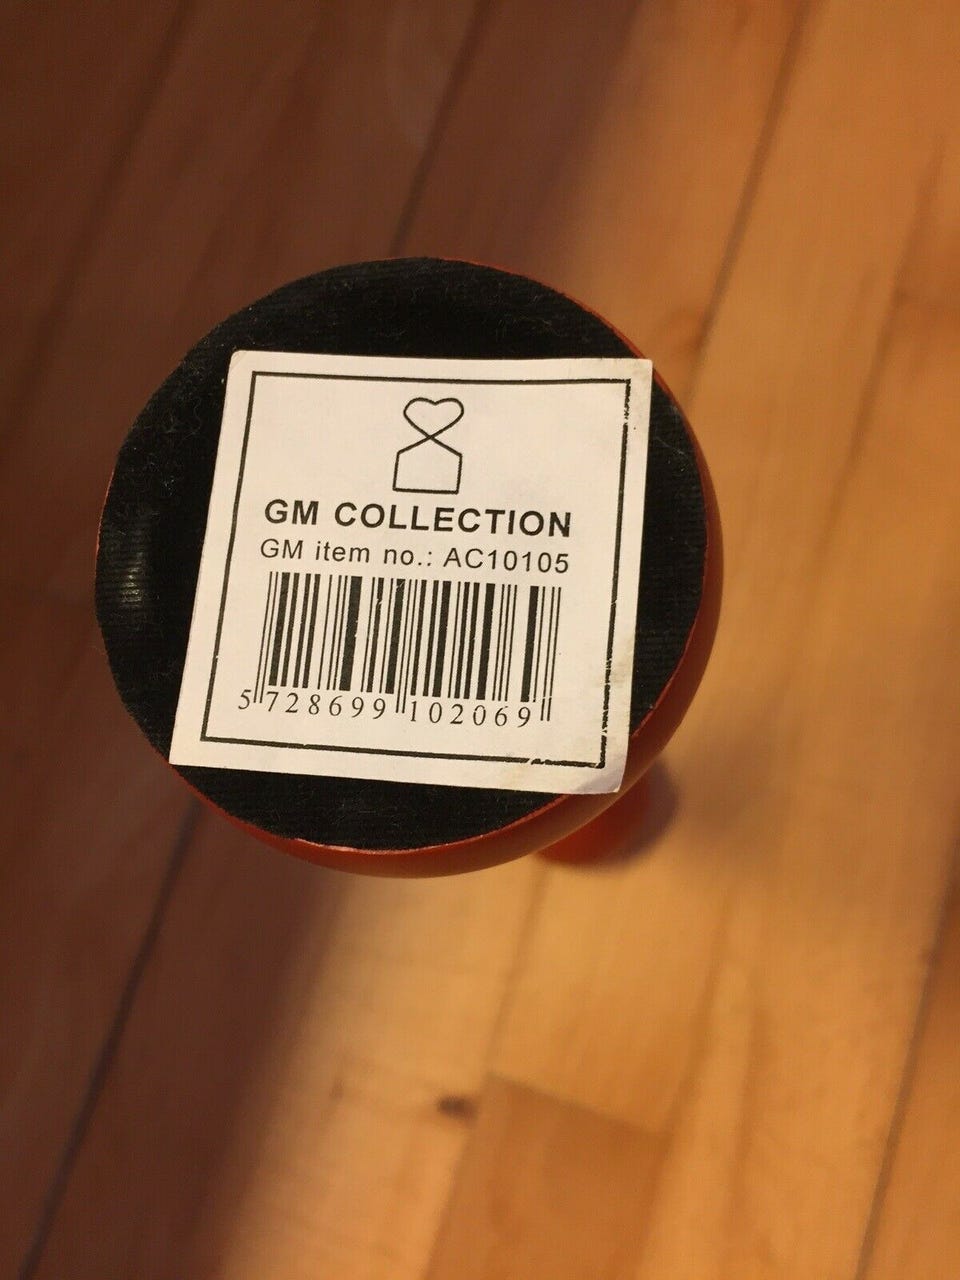 GM COLLECTION
GM item no.: AC10105
5 728699 102069